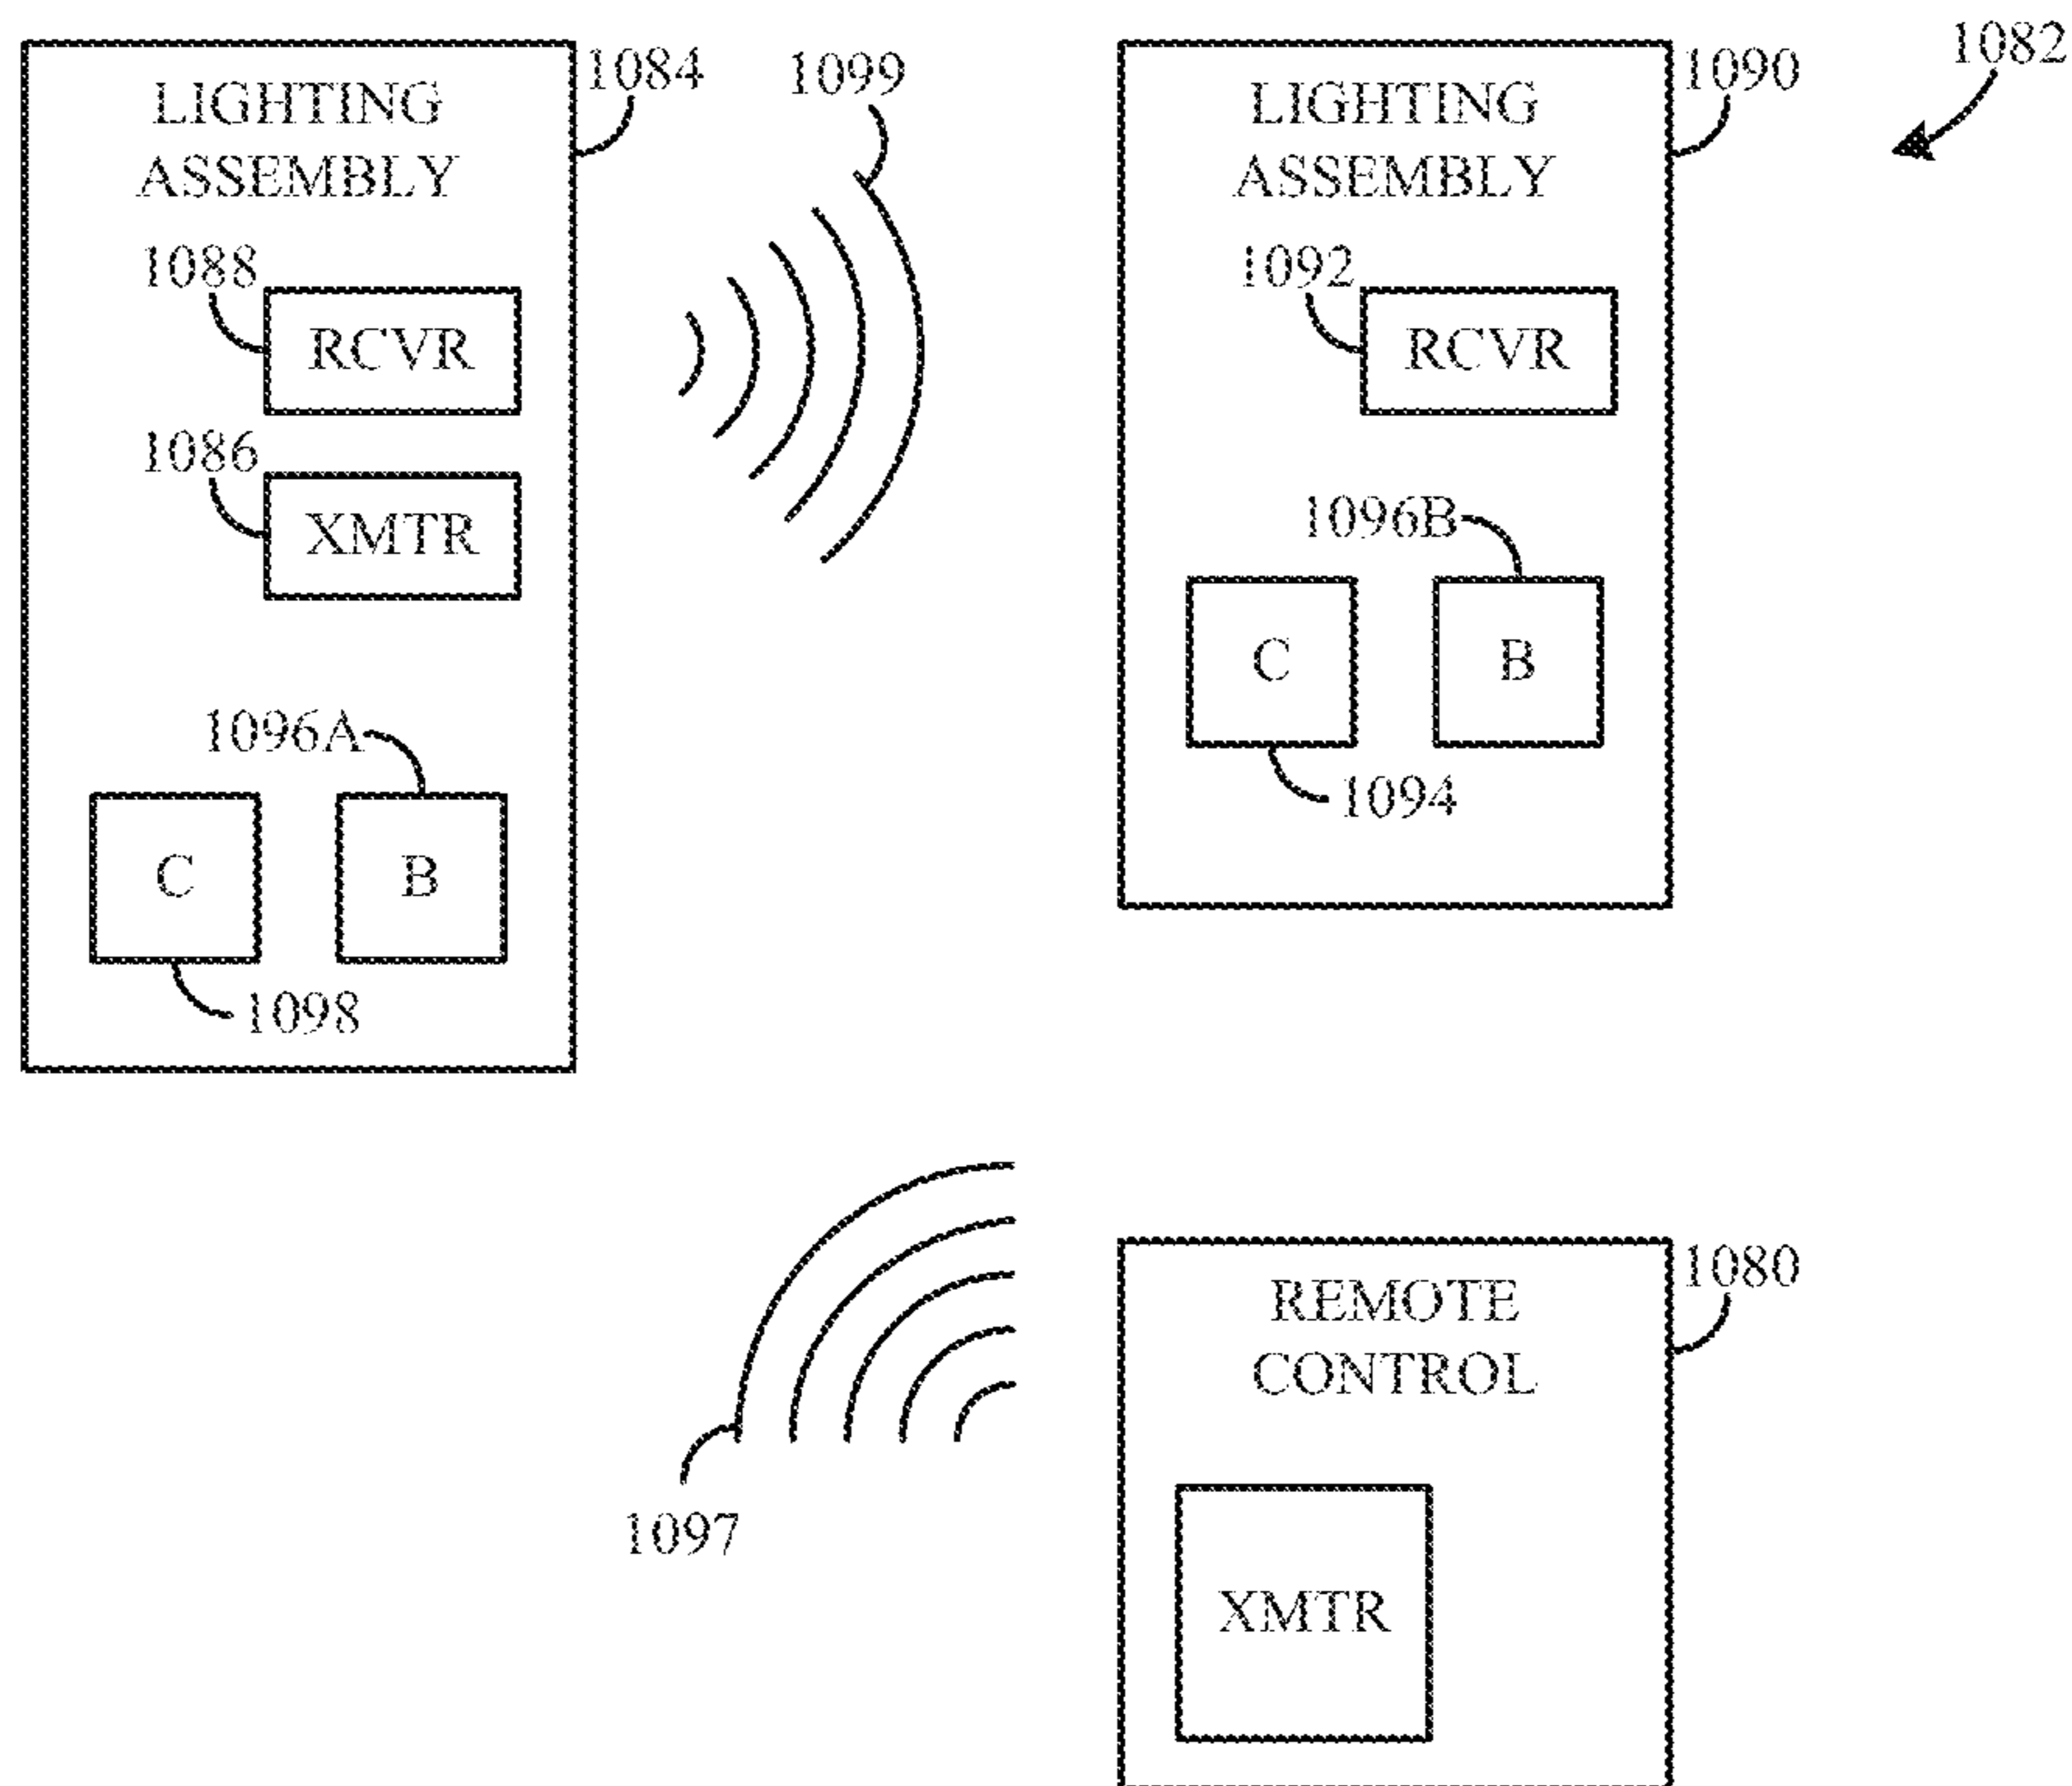 LIGHTING
ASSEMBLY
1084
1088
RCVR
1086
XMTR
1096A
C
B
1098
1099
LIGHTING
ASSEMBLY
1090
1082
1092
RCVR
1096B
C
B
1094
1097
REMOTE
CONTROL
1080
XMTR